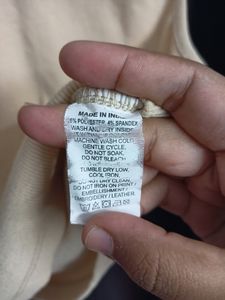 MADE IN INDIA
% POLYESTER, 4% SPANDEX
WASH AND DRY INSIDE
MACHINE WASH COLD
GENTLE CYCLE.
DO NOT SOAK.
DO NOT BLEACH.
TUMBLE DRY LOW.
COOL IRON.
DO NOT DRY CLEAN.
DO NOT IRON ON PRINT /
EMBELLISHMENT /
EMBROIDERY / LEATHER.